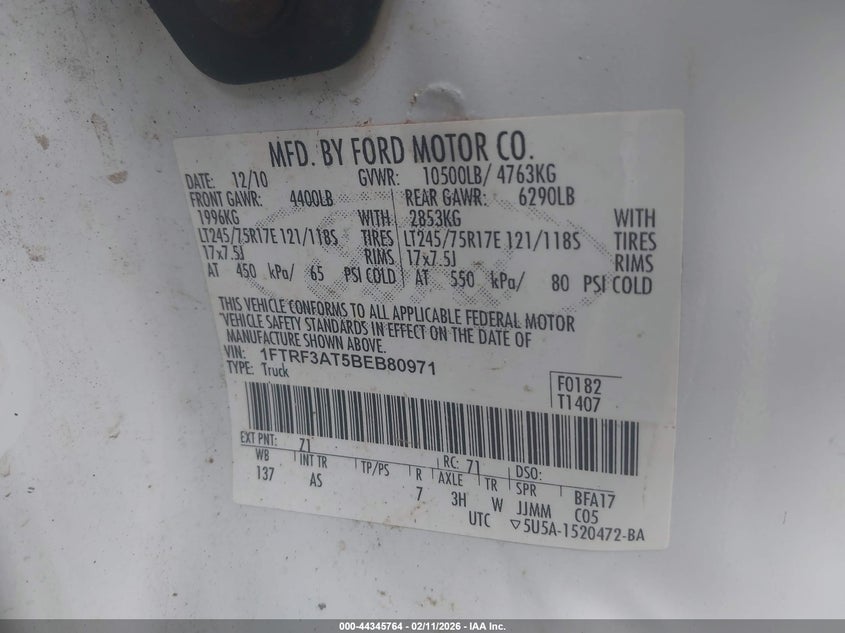 MFD. BY FORD MOTOR CO.
DATE: 12/10 GVWR: 10500LB/ 4763KG
FRONT GAWR: 4400LB REAR GAWR: 6290LB
1996KG WITH 2853KG WITH
LT245/75R17E 121/118S TIRES LT245/75R17E 121/118S TIRES
17x7.5J RIMS 17x7.5J RIMS
AT 450 kPa/ 65 PSI COLD AT 550 kPa/ 80 PSI COLD
THIS VEHICLE CONFORMS TO ALL APPLICABLE FEDERAL MOTOR
VEHICLE SAFETY STANDARDS IN EFFECT ON THE DATE OF
MANUFACTURE SHOWN ABOVE.
VIN: 1FTRF3AT5BEB80971
TYPE: Truck
F0182
T1407
EXT PNT: Z1 RC: 71 DSO:
WB INT TR TP/PS R AXLE TR SPR BFA17
137 AS 7 3H W JJMM C05
UTC ▽5U5A-1520472-BA
000-44345764 | 02/11/2026 | IAA Inc.